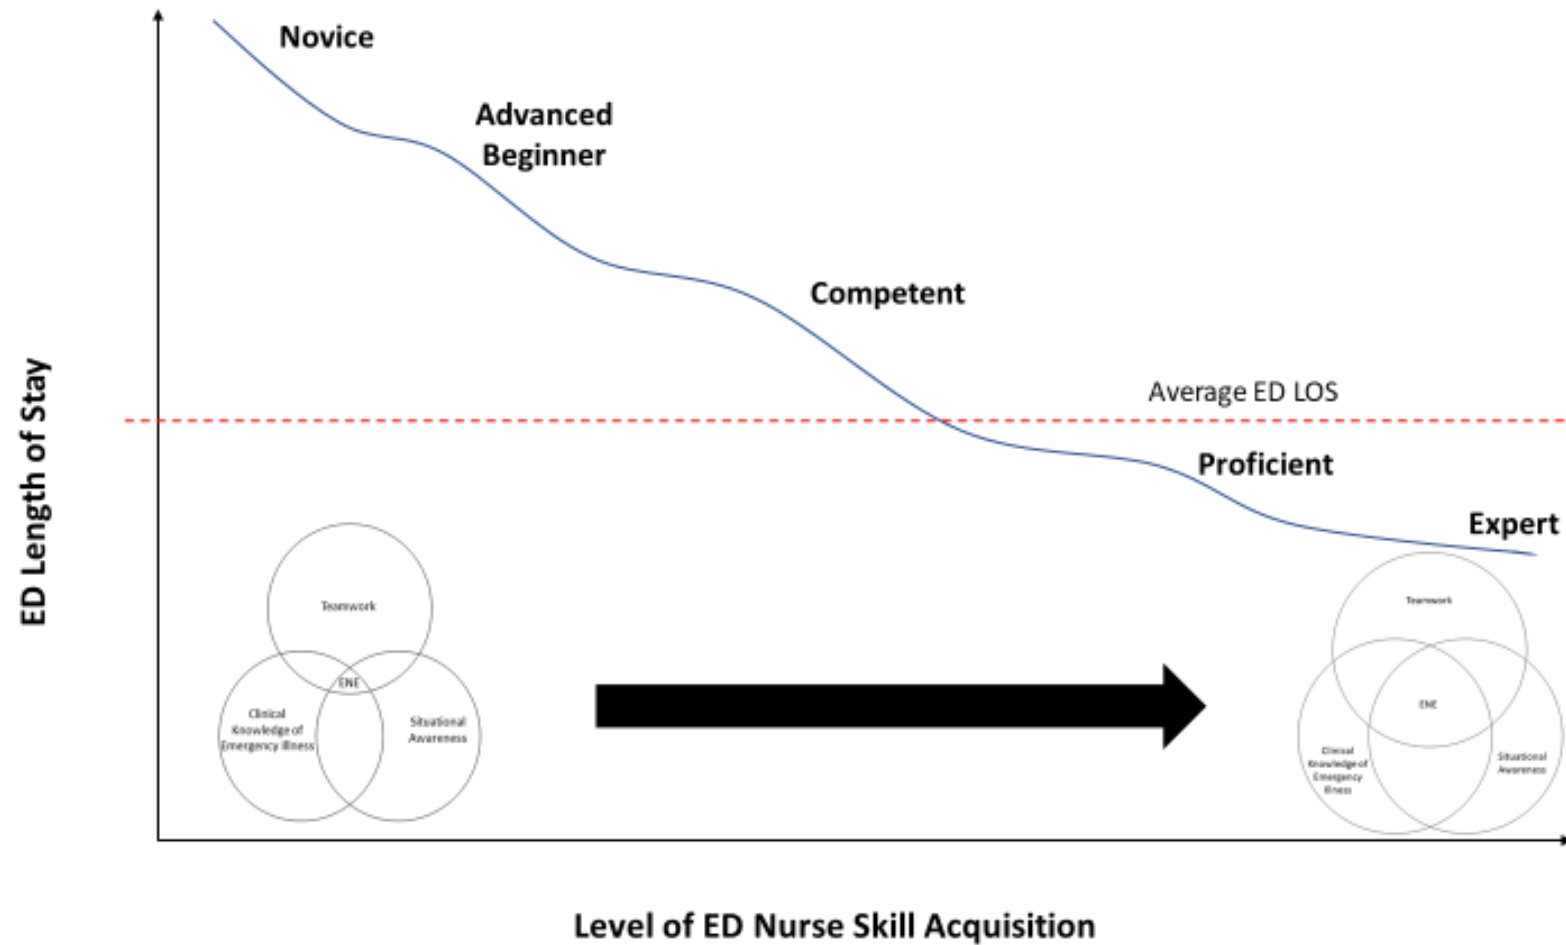 Novice
Advanced
Beginner
Competent
Average ED LOS
Proficient
Expert
ED Length of Stay
Teamwork
ENE
Clinical
Knowledge of
Emergency Illness
Situational
Awareness
Teamwork
ENE
Clinical
Knowledge of
Emergency
Illness
Situational
Awareness
Level of ED Nurse Skill Acquisition